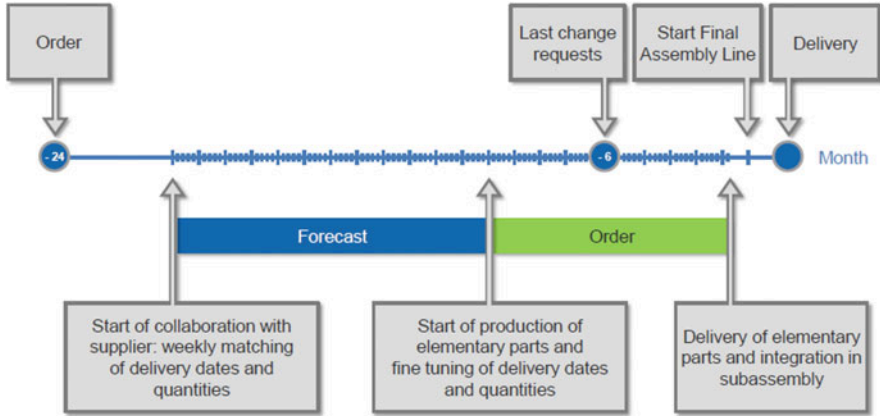 Order
Last change
requests
Start Final
Assembly Line
Delivery
- 24
- 6
Month
Forecast
Order
Start of collaboration with
supplier: weekly matching
of delivery dates and
quantities
Start of production of
elementary parts and
fine tuning of delivery dates
and quantities
Delivery of elementary
parts and integration in
subassembly